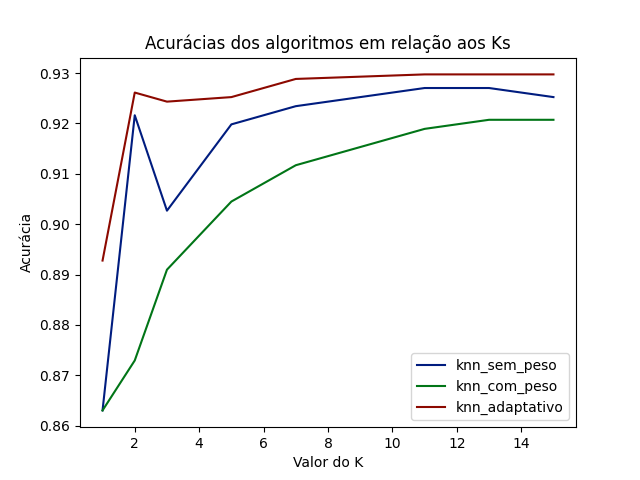 Acurácias dos algoritmos em relação aos Ks
0.93
0.92
0.91
0.90
0.89
0.88
0.87
0.86
Acurácia
2 4 6 8 10 12 14
Valor do K
knn_sem_peso
knn_com_peso
knn_adaptativo